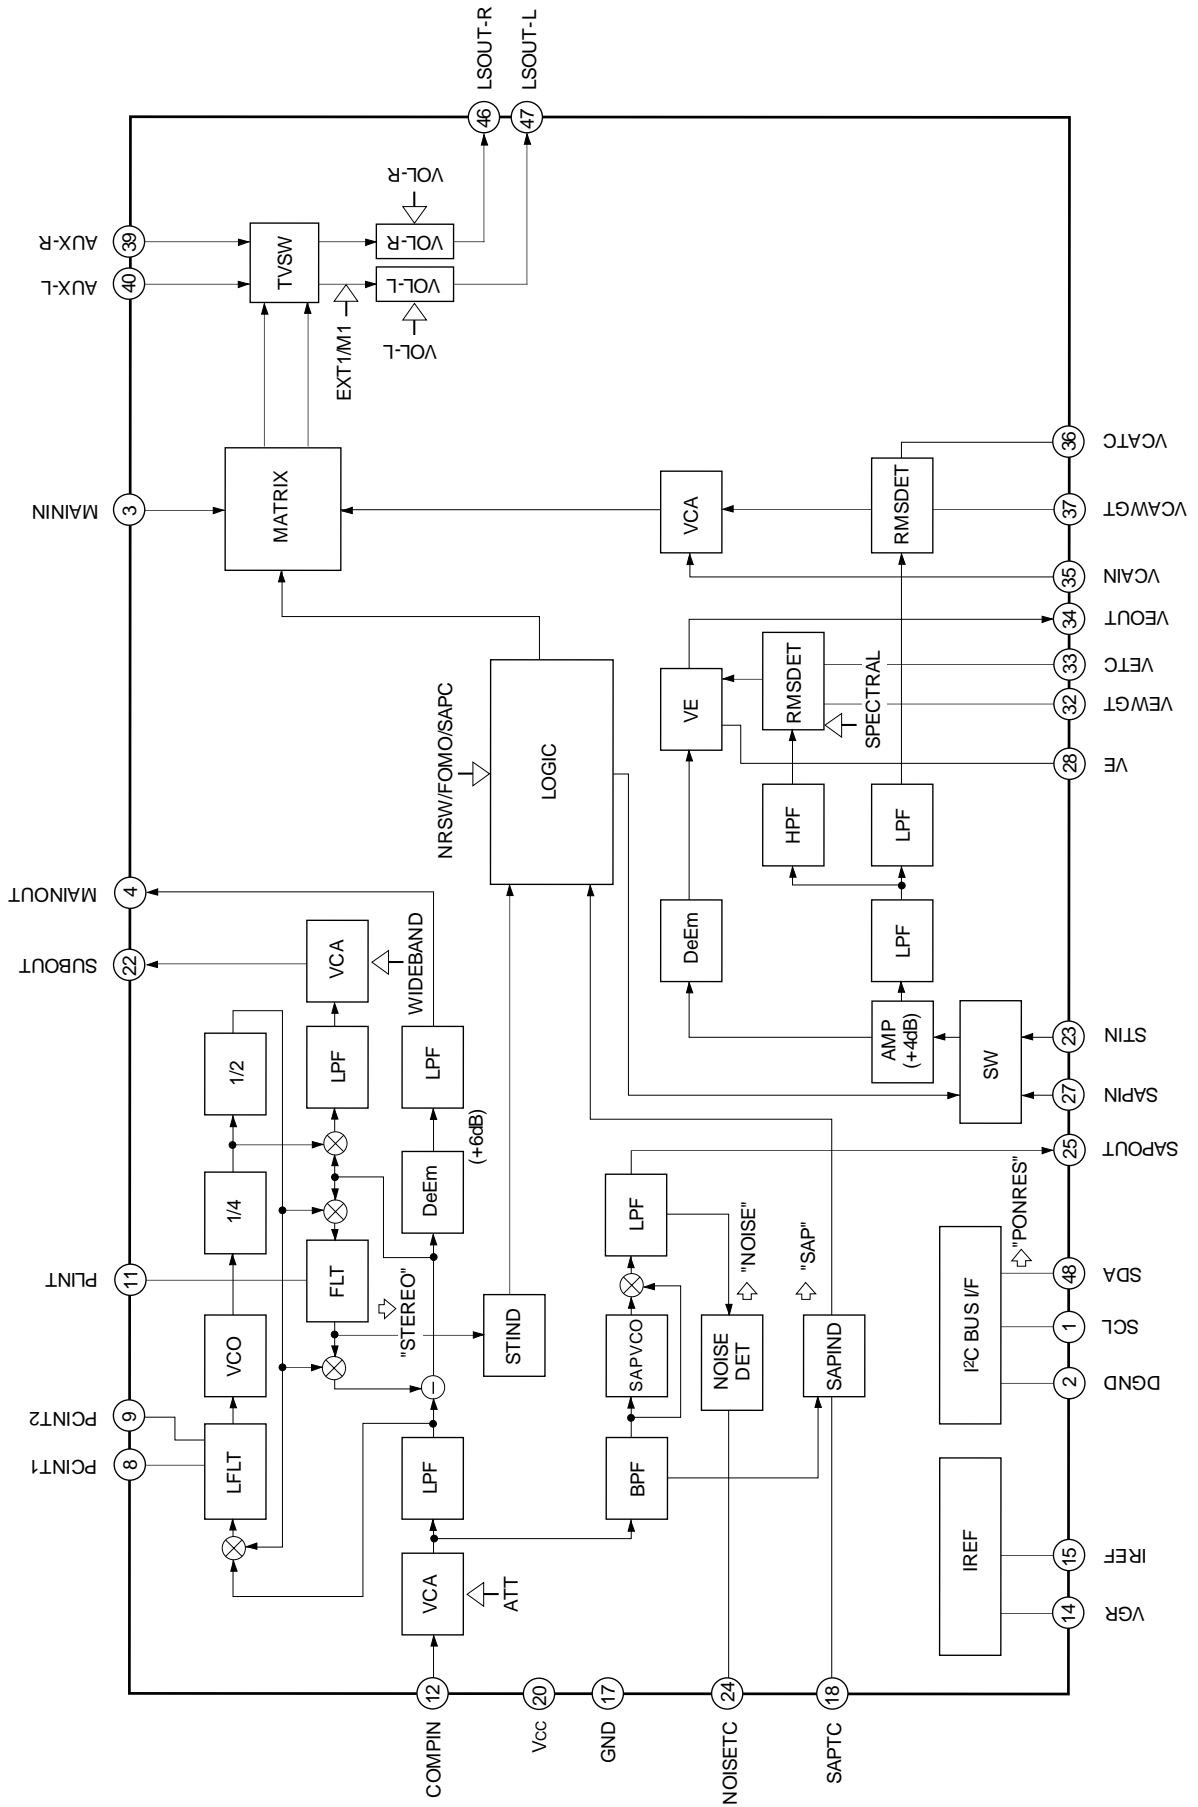 PCINT1
8
PCINT2
9
PLINT
11
SUBOUT
22
MAINOUT
4
MAININ
3
AUX-L
40
AUX-R
39
LFLT
VCO
1/4
1/2
FLT
LPF
VCA
"STEREO"
WIDEBAND
COMPIN
12
VCA
ATT
LPF
DeEm
(+6dB)
LPF
STIND
NRSW/FOMO/SAPC
LOGIC
MATRIX
TVSW
EXT1/M1
VOL-L
VOL-L
VOL-R
VOL-R
46
LSOUT-R
47
LSOUT-L
VCC
20
GND
17
BPF
SAPVCO
LPF
NOISETC
24
NOISE
DET
"NOISE"
SAPTC
18
SAPIND
"SAP"
DeEm
VE
VCA
HPF
RMSDET
SPECTRAL
AMP
(+4dB)
LPF
LPF
RMSDET
SW
IREF
I²C BUS I/F
"PONRES"
14
VGR
15
IREF
2
DGND
1
SCL
48
SDA
25
SAPOUT
27
SAPIN
23
STIN
28
VE
32
VEWGT
33
VETC
34
VEOUT
35
VCAIN
37
VCAWGT
36
VCATC